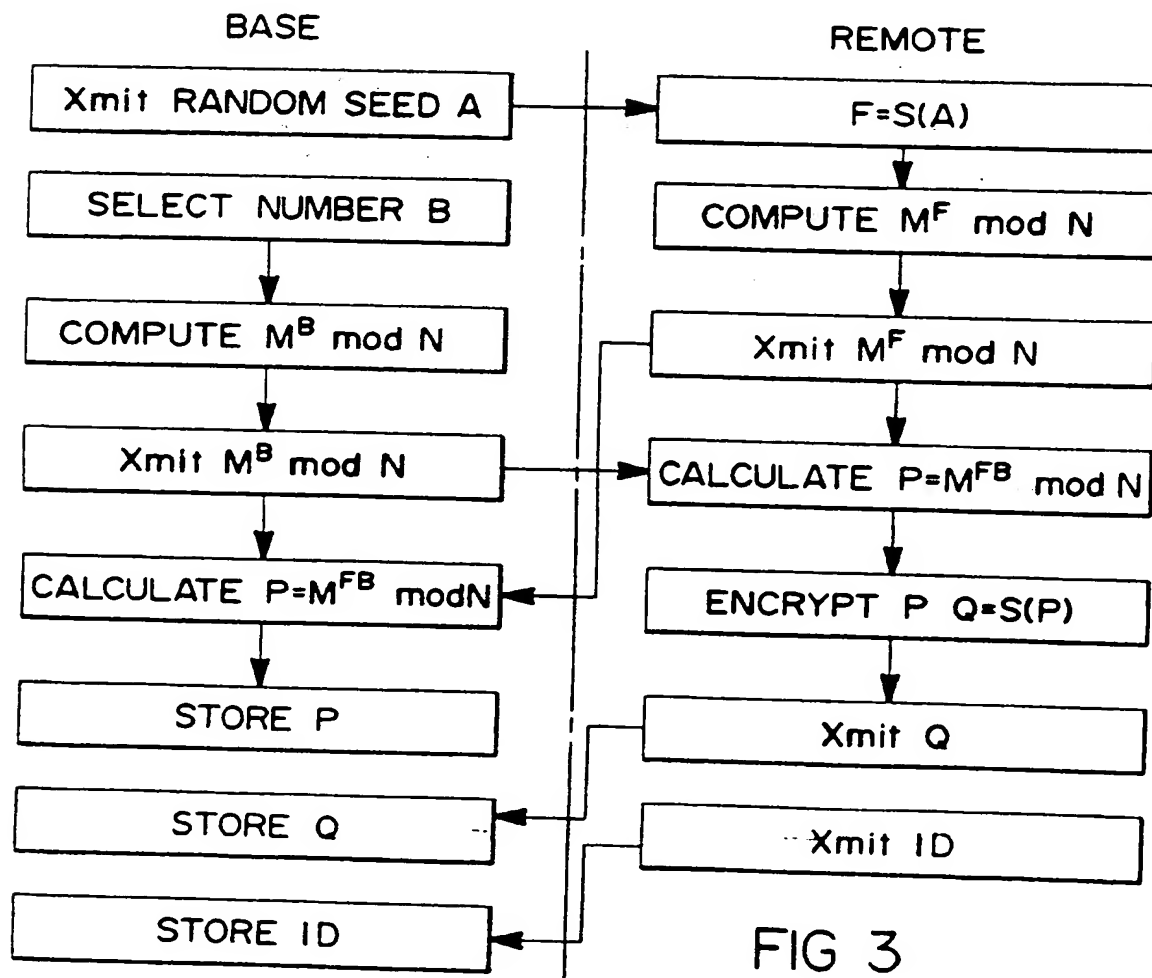 BASE
Xmit RANDOM SEED A
SELECT NUMBER B
COMPUTE M^B mod N
Xmit M^B mod N
CALCULATE P=M^FB modN
STORE P
STORE Q
STORE ID
REMOTE
F=S(A)
COMPUTE M^F mod N
Xmit M^F mod N
CALCULATE P=M^FB mod N
ENCRYPT P Q=S(P)
Xmit Q
Xmit ID
FIG 3